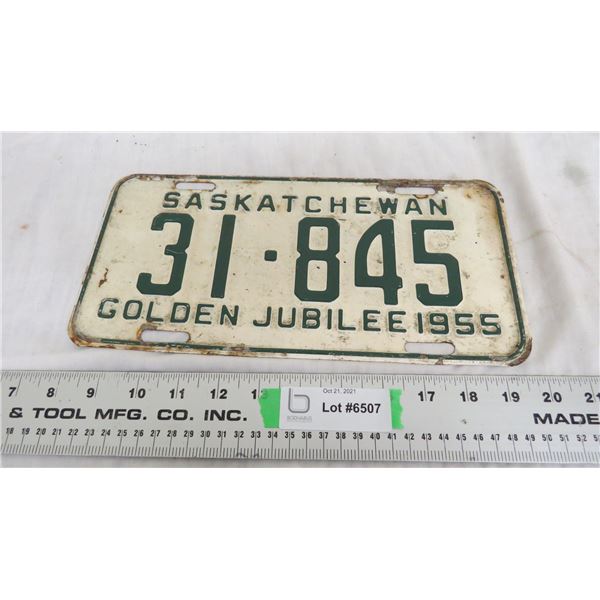 SASKATCHEWAN
31·845
GOLDEN JUBILEE 1955
7 8 9 10 11 12 13 17 18 19 20 21
Oct 21, 2021
Lot #6507
& TOOL MFG. CO. INC.
MADE